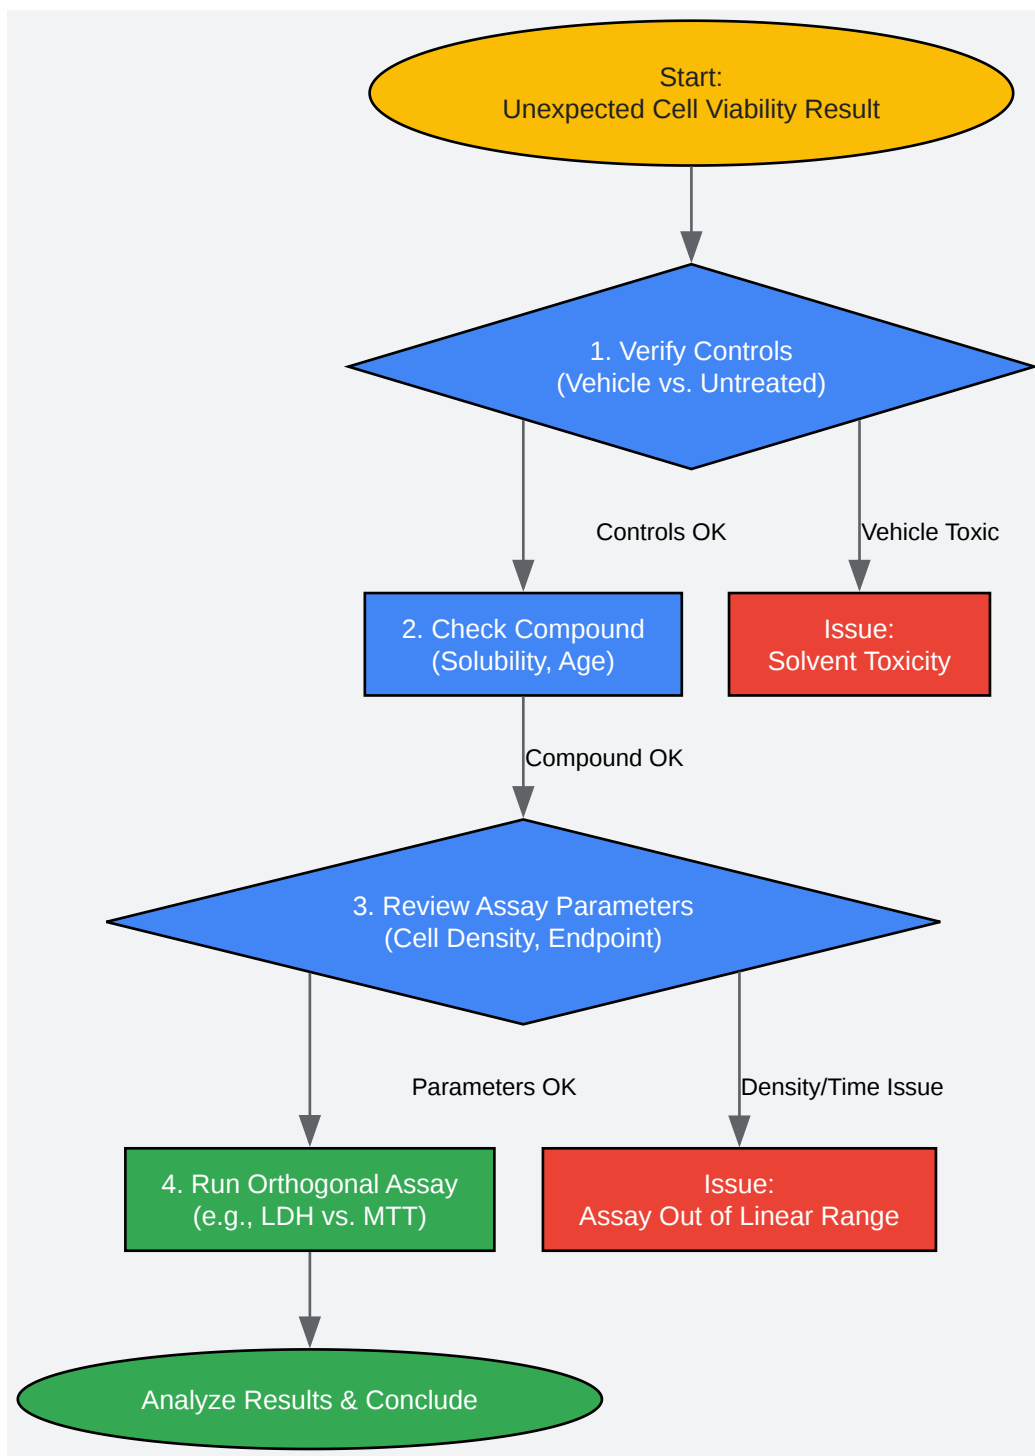 Start:
Unexpected Cell Viability Result
1. Verify Controls
(Vehicle vs. Untreated)
Controls OK
Vehicle Toxic
2. Check Compound
(Solubility, Age)
Issue:
Solvent Toxicity
Compound OK
3. Review Assay Parameters
(Cell Density, Endpoint)
Parameters OK
Density/Time Issue
4. Run Orthogonal Assay
(e.g., LDH vs. MTT)
Issue:
Assay Out of Linear Range
Analyze Results & Conclude